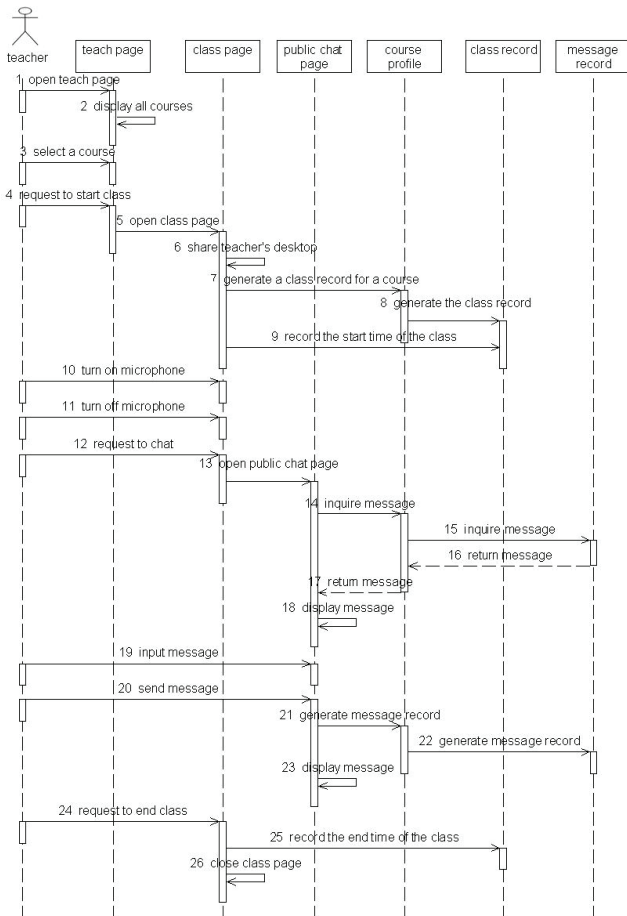 teacher
teach page
class page
public chat
page
course
profile
class record
message
record
1 open teach page
2 display all courses
3 select a course
4 request to start class
5 open class page
6 share teacher's desktop
7 generate a class record for a course
8 generate the class record
9 record the start time of the class
10 turn on microphone
11 turn off microphone
12 request to chat
13 open public chat page
14 inquire message
15 inquire message
16 return message
17 return message
18 display message
19 input message
20 send message
21 generate message record
22 generate message record
23 display message
24 request to end class
25 record the end time of the class
26 close class page